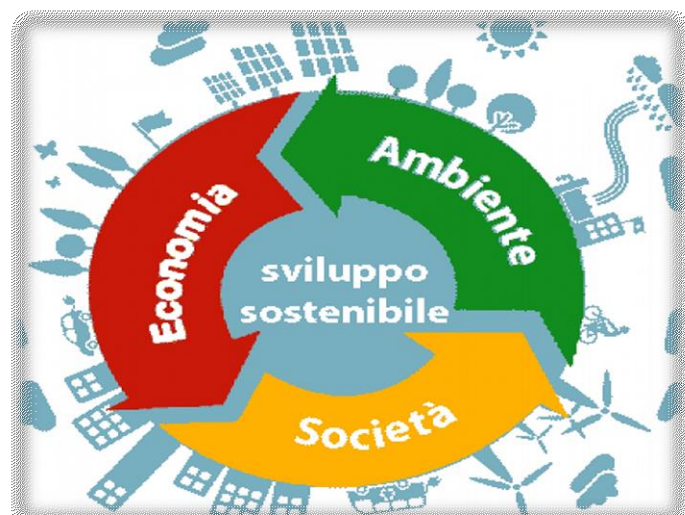 Ambiente
Economia
sviluppo
sostenibile
Società